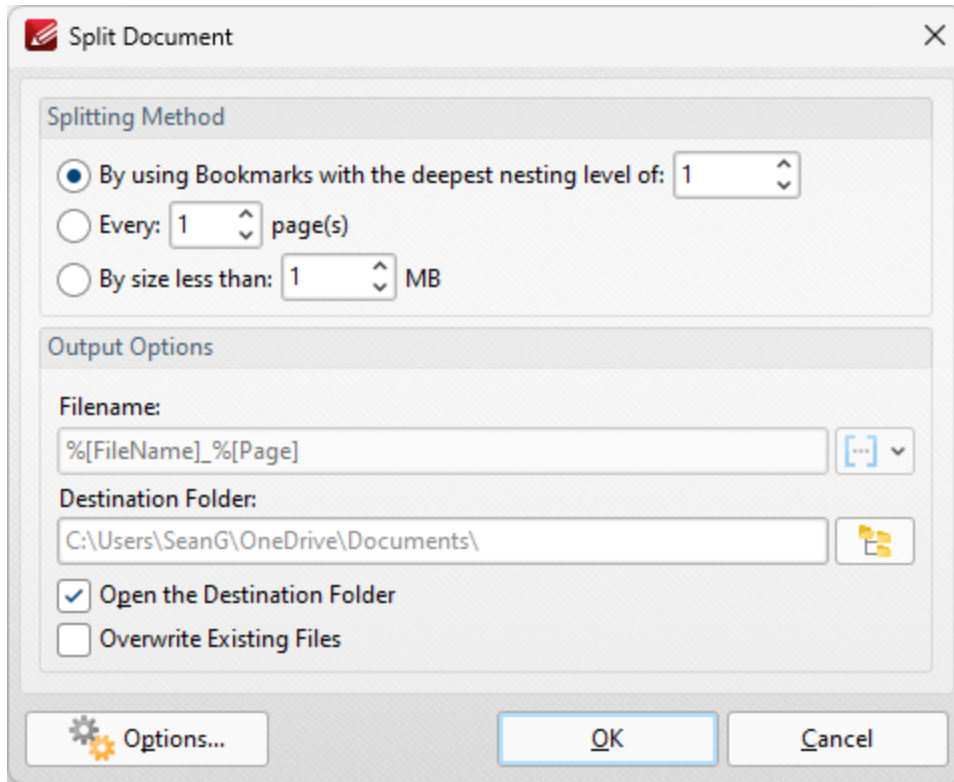 Split Document
Splitting Method
By using Bookmarks with the deepest nesting level of: 1
Every: 1 page(s)
By size less than: 1 MB
Output Options
Filename:
%[FileName]_%[Page]
Destination Folder:
C:\Users\SeanG\OneDrive\Documents\
Open the Destination Folder
Overwrite Existing Files
Options... OK Cancel